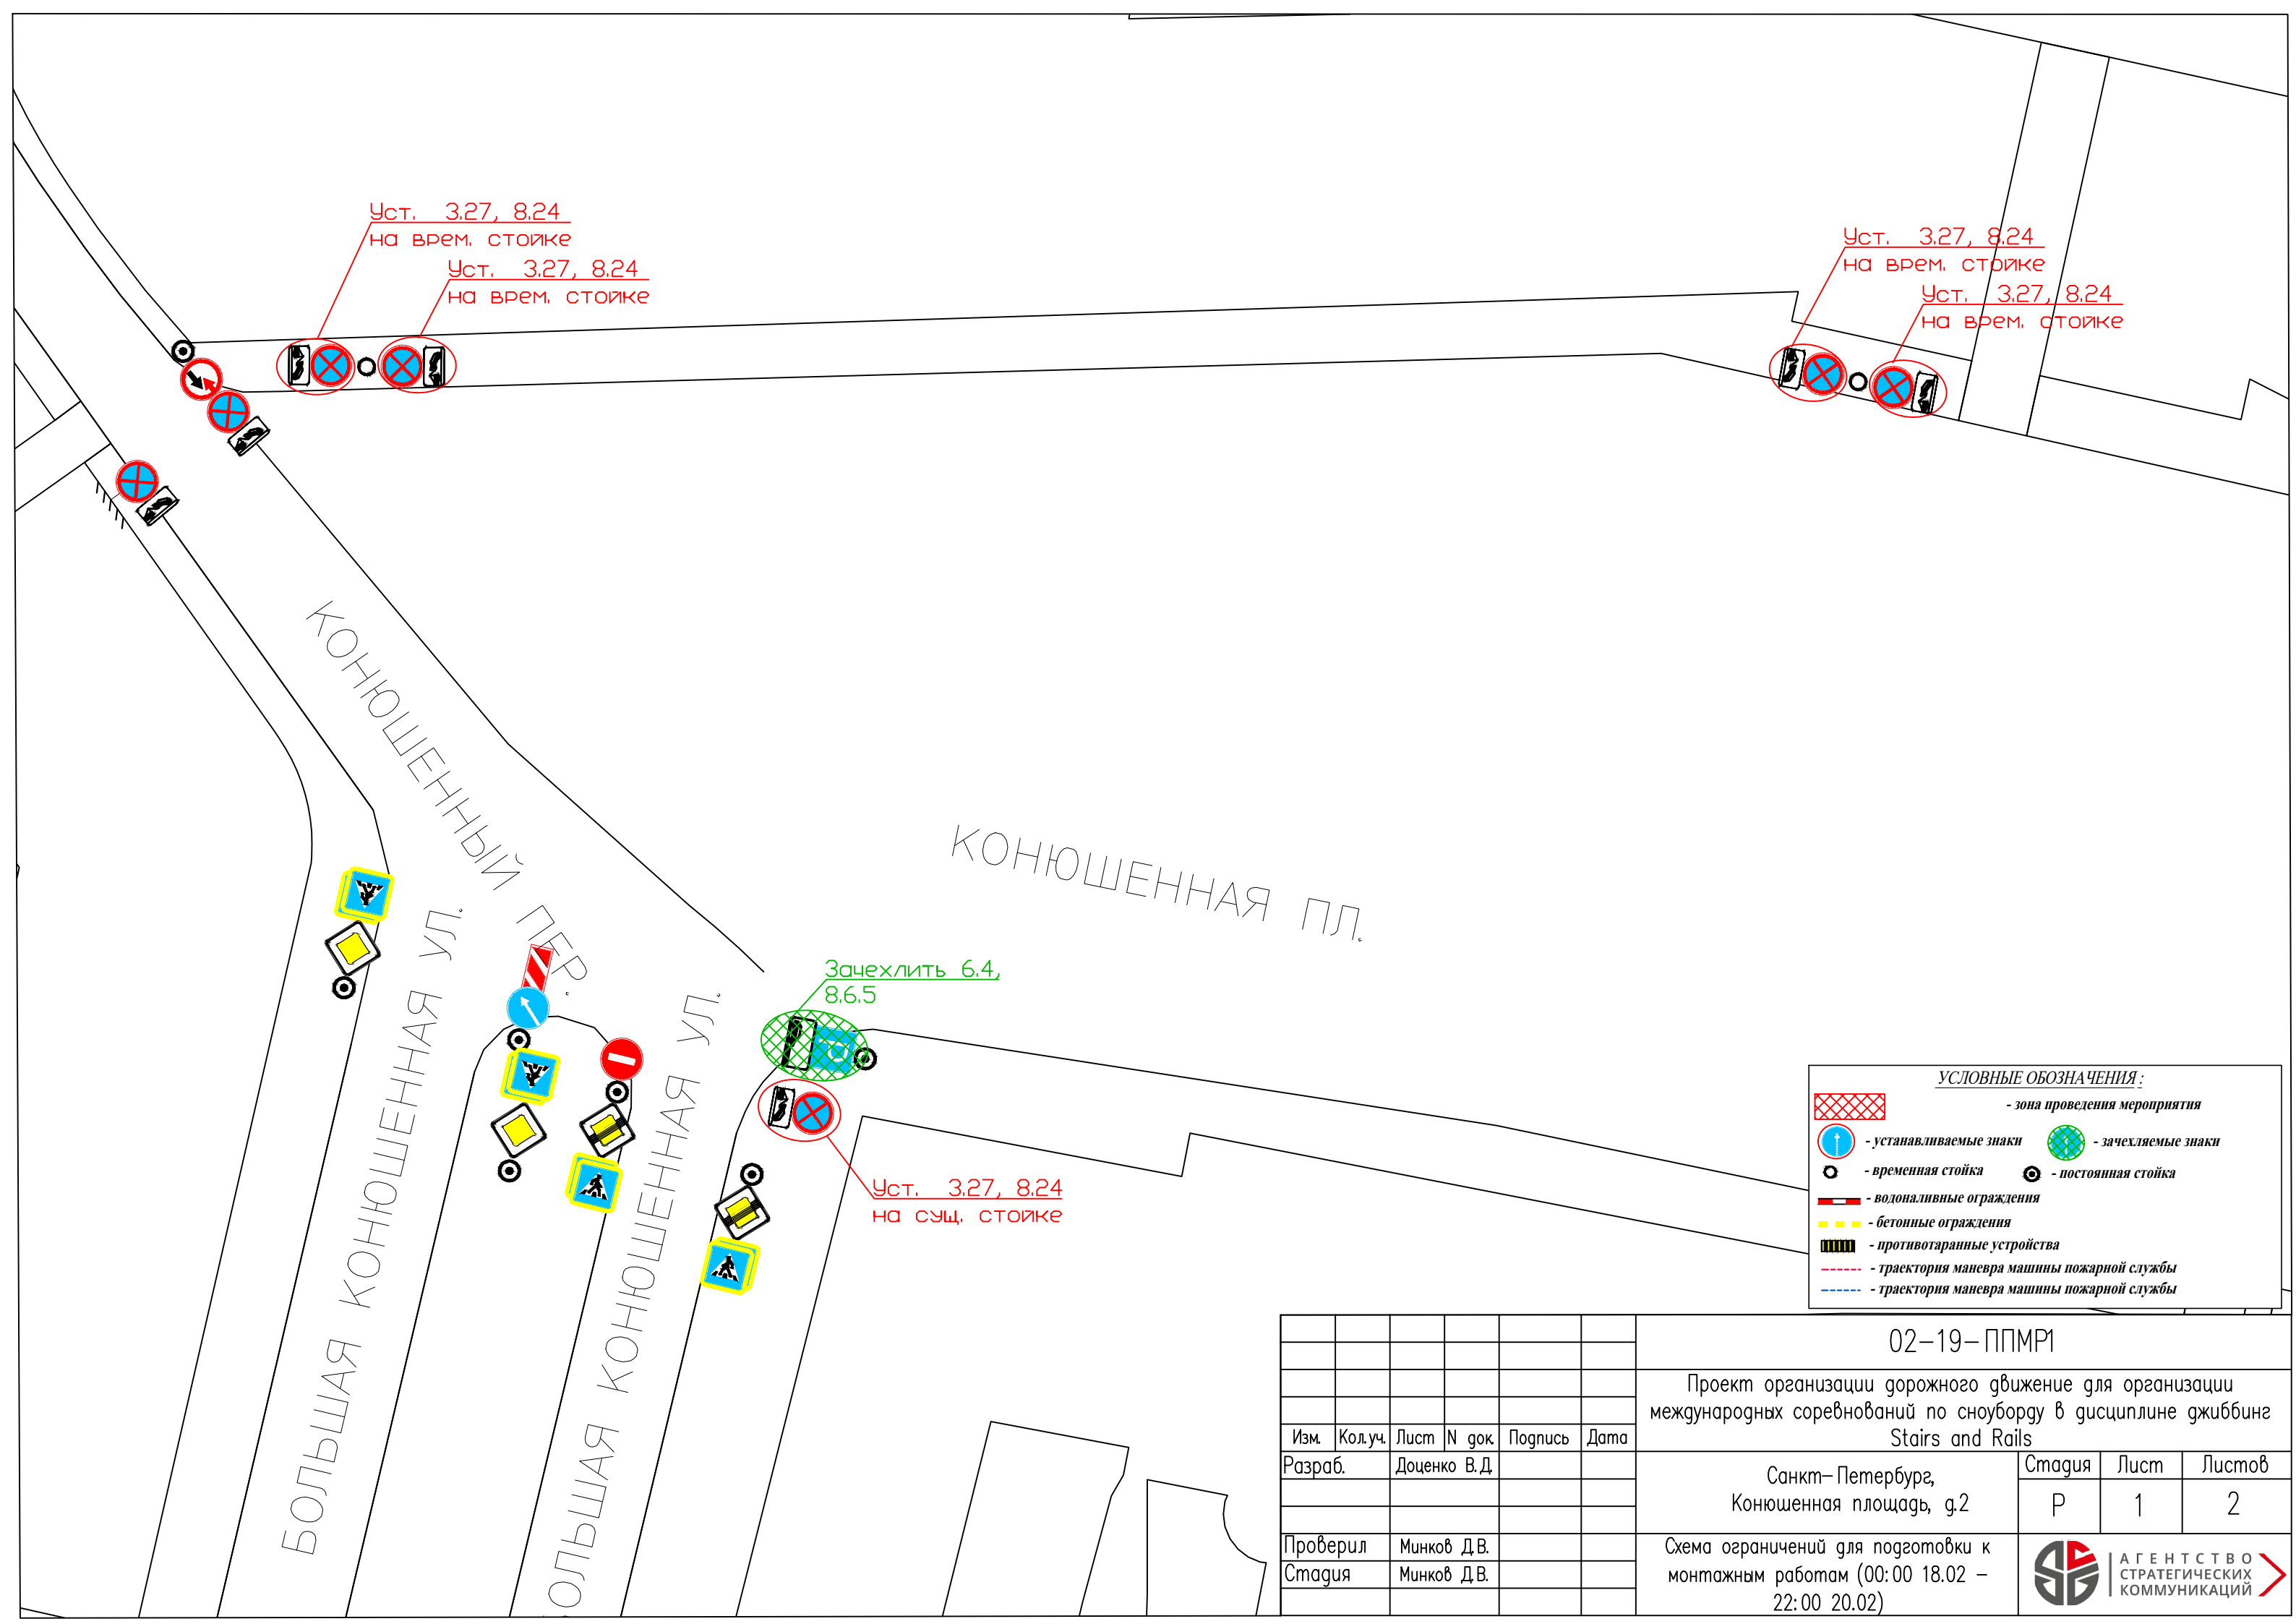 Уст. 3.27, 8.24
на врем. стойке
Уст. 3.27, 8.24
на врем. стойке
Уст. 3.27, 8.24
на врем. стойке
Уст. 3.27, 8.24
на врем. стойке
КОНЮШЕННЫЙ ПЕР.
КОНЮШЕННАЯ ПЛ.
БОЛЬШАЯ КОНЮШЕННАЯ УЛ.
БОЛЬШАЯ КОНЮШЕННАЯ УЛ.
Зачехлить 6.4,
8.6.5
Уст. 3.27, 8.24
на сущ. стойке
УСЛОВНЫЕ ОБОЗНАЧЕНИЯ :
- зона проведения мероприятия
- устанавливаемые знаки
- зачехляемые знаки
- временная стойка
- постоянная стойка
- водоналивные ограждения
- бетонные ограждения
- противотаранные устройства
- траектория маневра машины пожарной службы
- траектория маневра машины пожарной службы
02-19-ППМР1
Проект организации дорожного движение для организации
международных соревнований по сноуборду в дисциплине джиббинг
Stairs and Rails
Изм. Кол.уч. Лист N док. Подпись Дата
Разраб. Доценко В.Д.
Санкт-Петербург,
Конюшенная площадь, д.2
Стадия Лист Листов
Р 1 2
Проверил Минков Д.В.
Стадия Минков Д.В.
Схема ограничений для подготовки к
монтажным работам (00:00 18.02 -
22:00 20.02)
АГЕНТСТВО
СТРАТЕГИЧЕСКИХ
КОММУНИКАЦИЙ